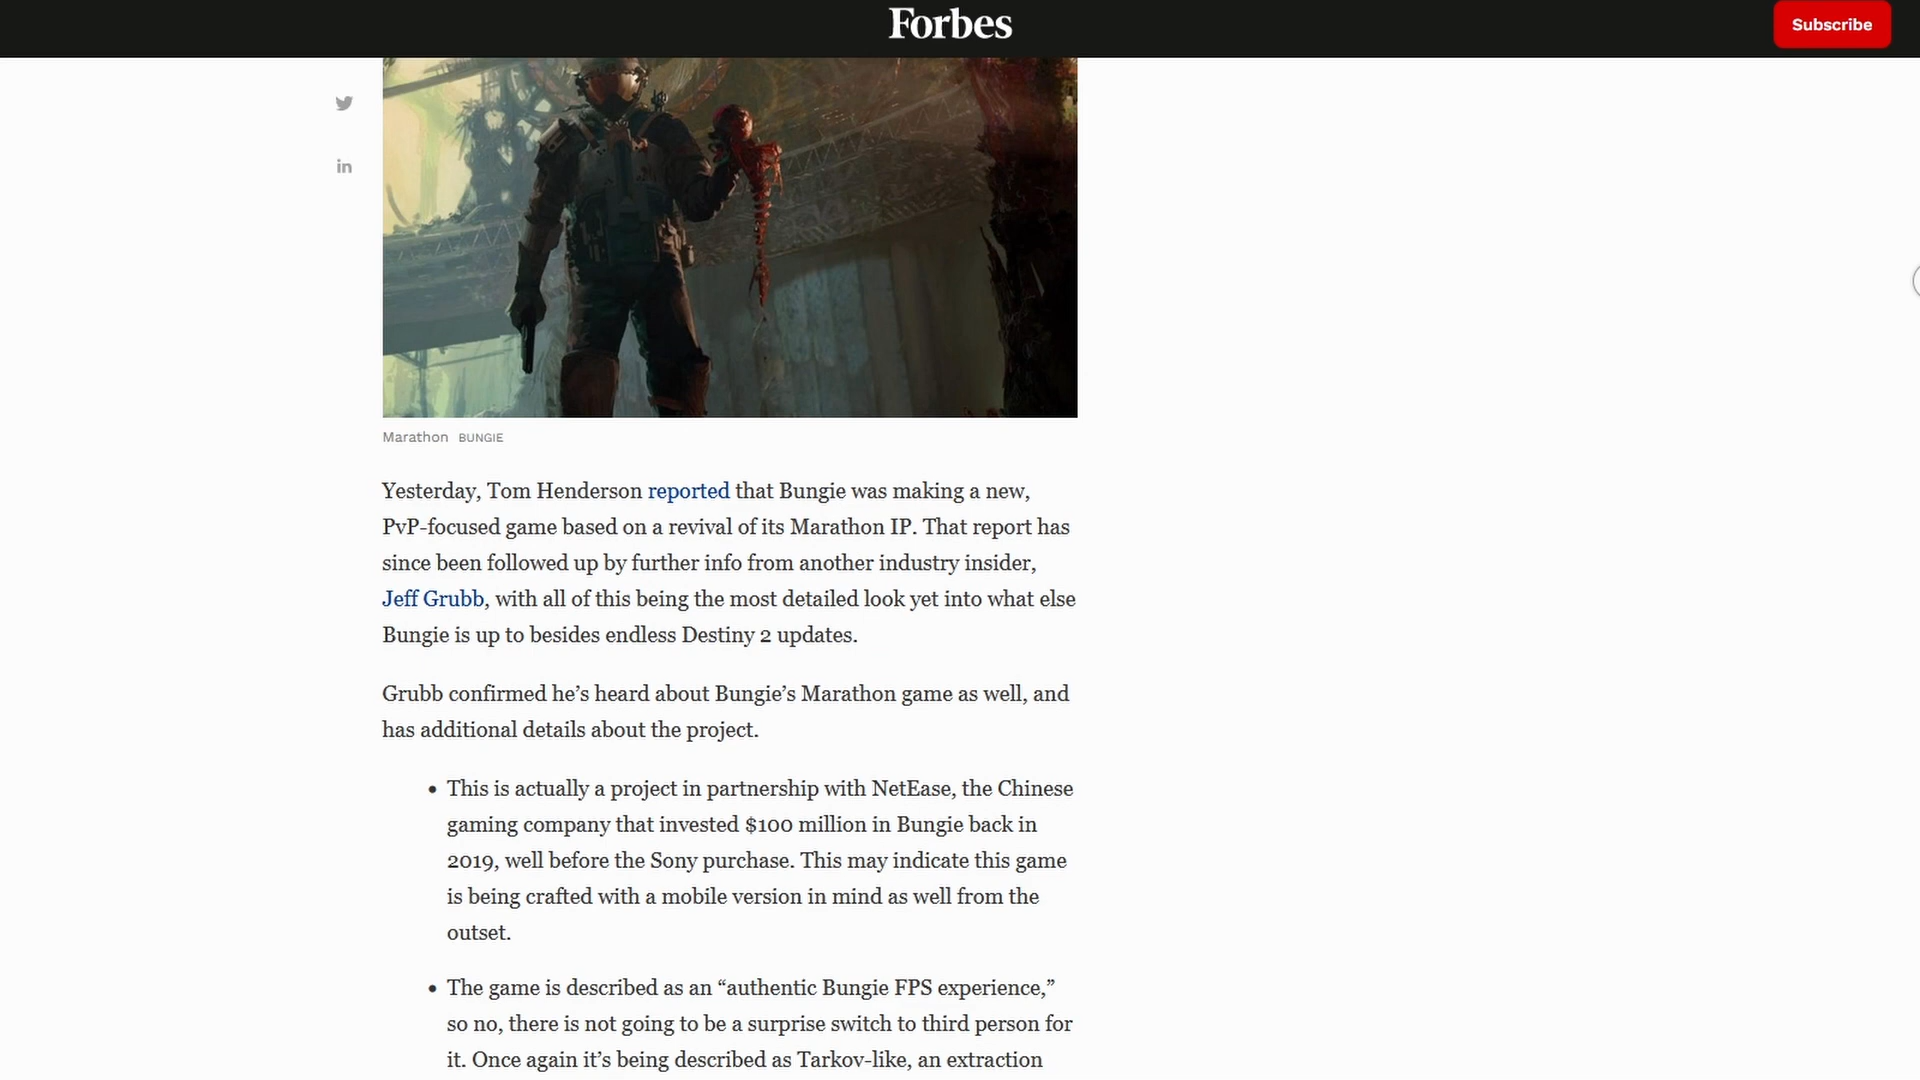 Forbes
Subscribe
in
Marathon BUNGIE
Yesterday, Tom Henderson reported that Bungie was making a new,
PvP-focused game based on a revival of its Marathon IP. That report has
since been followed up by further info from another industry insider,
Jeff Grubb, with all of this being the most detailed look yet into what else
Bungie is up to besides endless Destiny 2 updates.
Grubb confirmed he’s heard about Bungie’s Marathon game as well, and
has additional details about the project.
• This is actually a project in partnership with NetEase, the Chinese
gaming company that invested $100 million in Bungie back in
2019, well before the Sony purchase. This may indicate this game
is being crafted with a mobile version in mind as well from the
outset.
• The game is described as an “authentic Bungie FPS experience,”
so no, there is not going to be a surprise switch to third person for
it. Once again it’s being described as Tarkov-like, an extraction